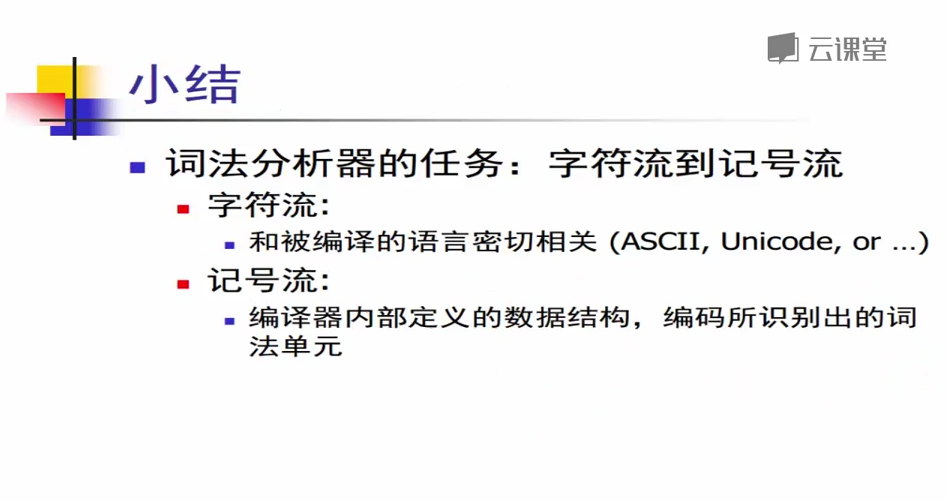 云课堂
小结
词法分析器的任务：字符流到记号流
字符流:
和被编译的语言密切相关 (ASCII, Unicode, or …)
记号流:
编译器内部定义的数据结构，编码所识别出的词
法单元